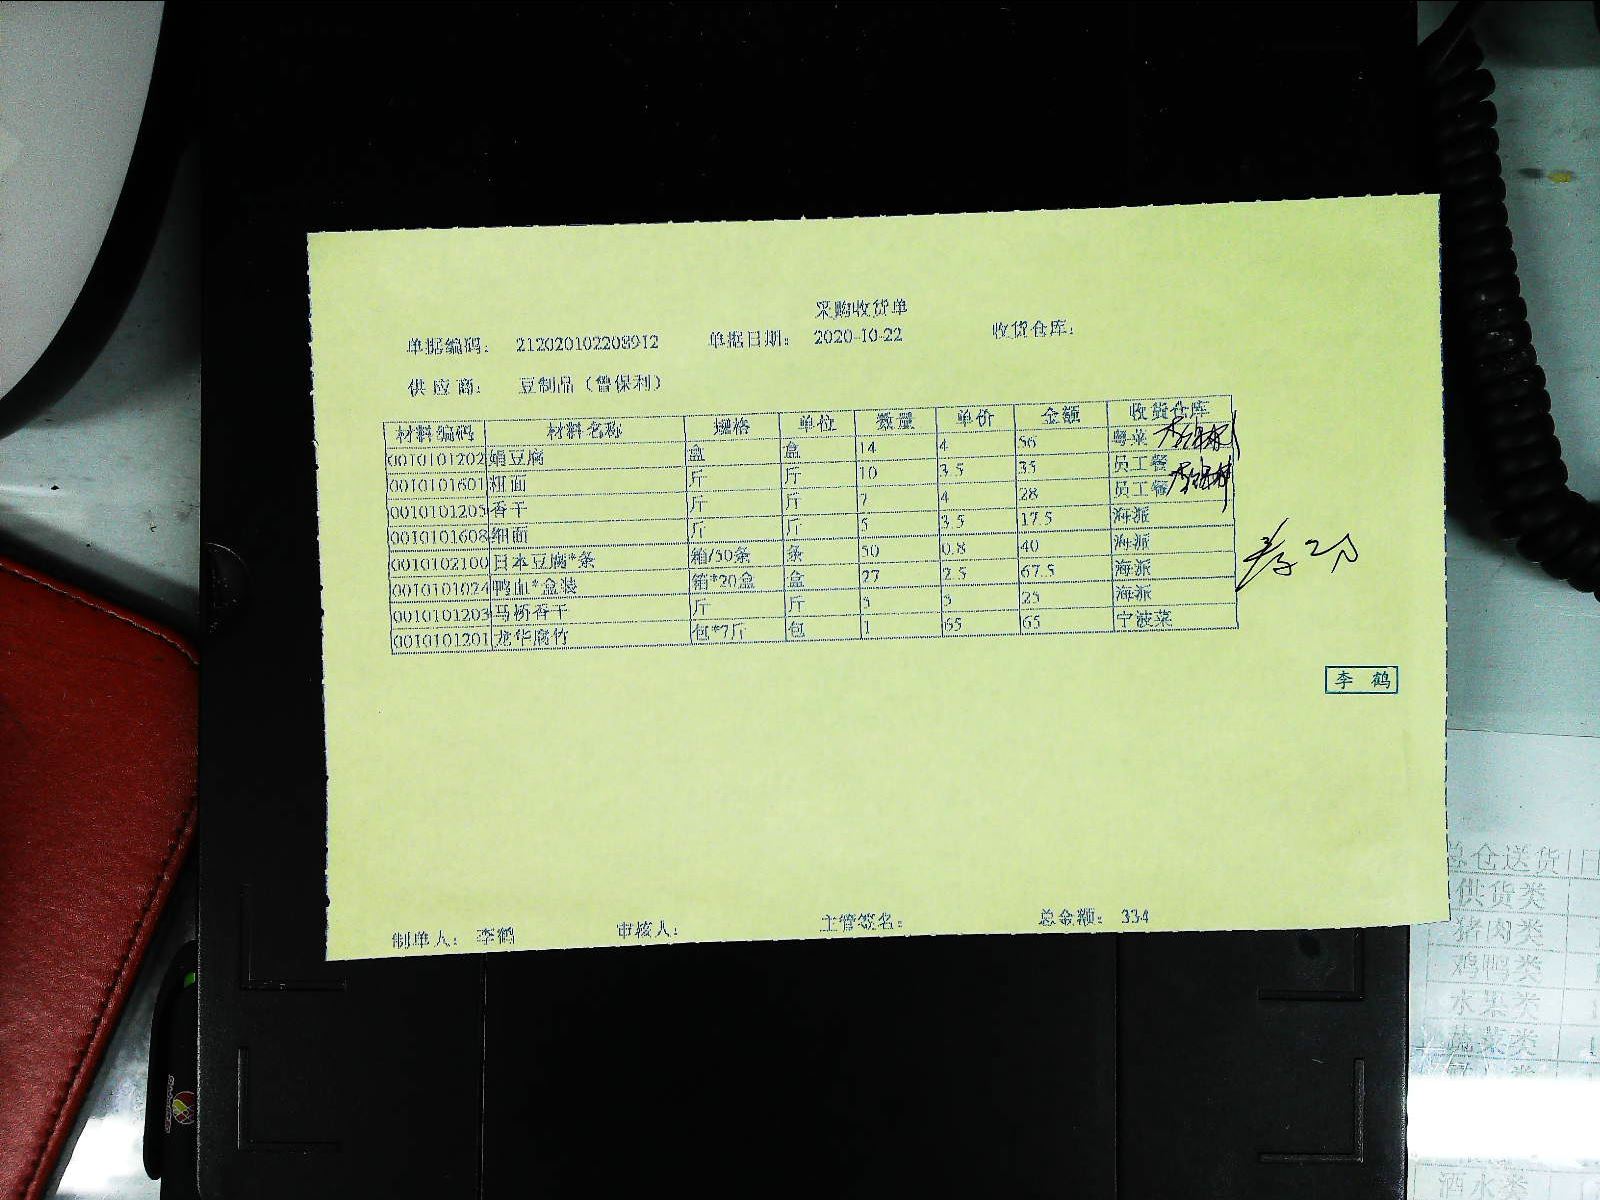 采购收货单
单据编码： 212020102208912 单据日期： 2020-10-22 收货仓库：
供应商： 豆制品（曾保利）
材料编码 材料名称 规格 单位 数量 单价 金额 收货仓库
0010101202 娟豆腐 盒 盒 14 4 56 粤菜
0010101601 粗面 斤 斤 10 3.5 35 员工餐
0010101205 香干 斤 斤 7 4 28 员工餐
0010101608 细面 斤 斤 5 3.5 17.5 海派
0010102100 日本豆腐*条 箱/50条 条 50 0.8 40 海派
0010101024 鸭血*盒装 箱*20盒 盒 27 2.5 67.5 海派
0010101203 马桥香干 斤 斤 5 5 25 海派
0010101201 龙华腐竹 包*7斤 包 1 65 65 宁波菜
李 鹤
制单人： 李鹤 审核人： 主管签名： 总金额： 334
仓送货 日
供货类
猪肉类
鸡鸭类
水果类
蔬菜类
酒水类